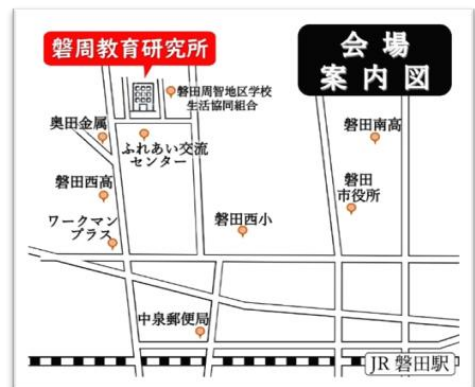 磐周教育研究所
会場
案内図
磐田周智地区学校
生活協同組合
奥田金属
ふれあい交流
センター
磐田南高
磐田西高
磐田
市役所
ワークマン
プラス
磐田西小
中泉郵便局
JR 磐田駅